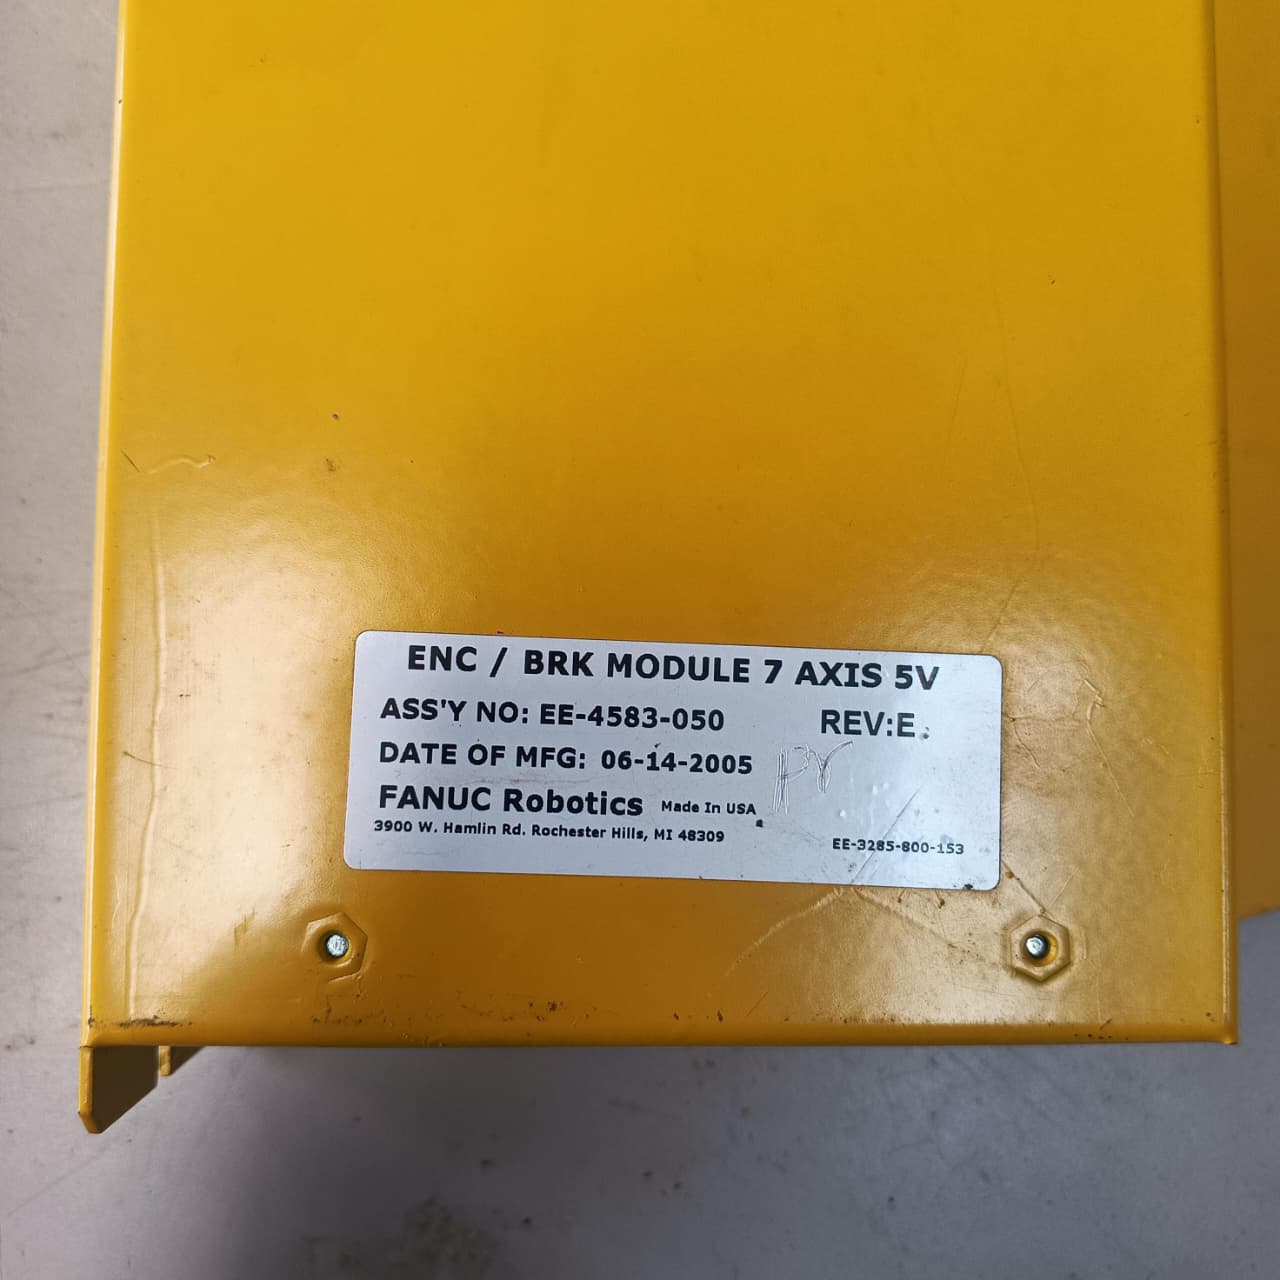 ENC / BRK MODULE 7 AXIS 5V
ASS'Y NO: EE-4583-050 REV:E
DATE OF MFG: 06-14-2005
FANUC Robotics Made In USA
3900 W. Hamlin Rd. Rochester Hills, MI 48309
EE-3285-800-153